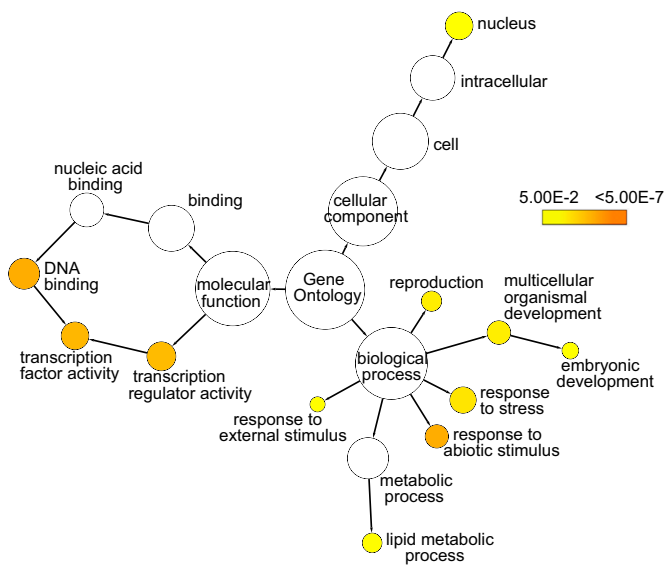 nucleus
intracellular
cell
cellular
component
nucleic acid
binding
binding
5.00E-2 <5.00E-7
DNA
binding
molecular
function
Gene
Ontology
reproduction
multicellular
organismal
development
transcription
factor activity
transcription
regulator activity
biological
process
embryonic
development
response
to stress
response to
external stimulus
response to
abiotic stimulus
metabolic
process
lipid metabolic
process